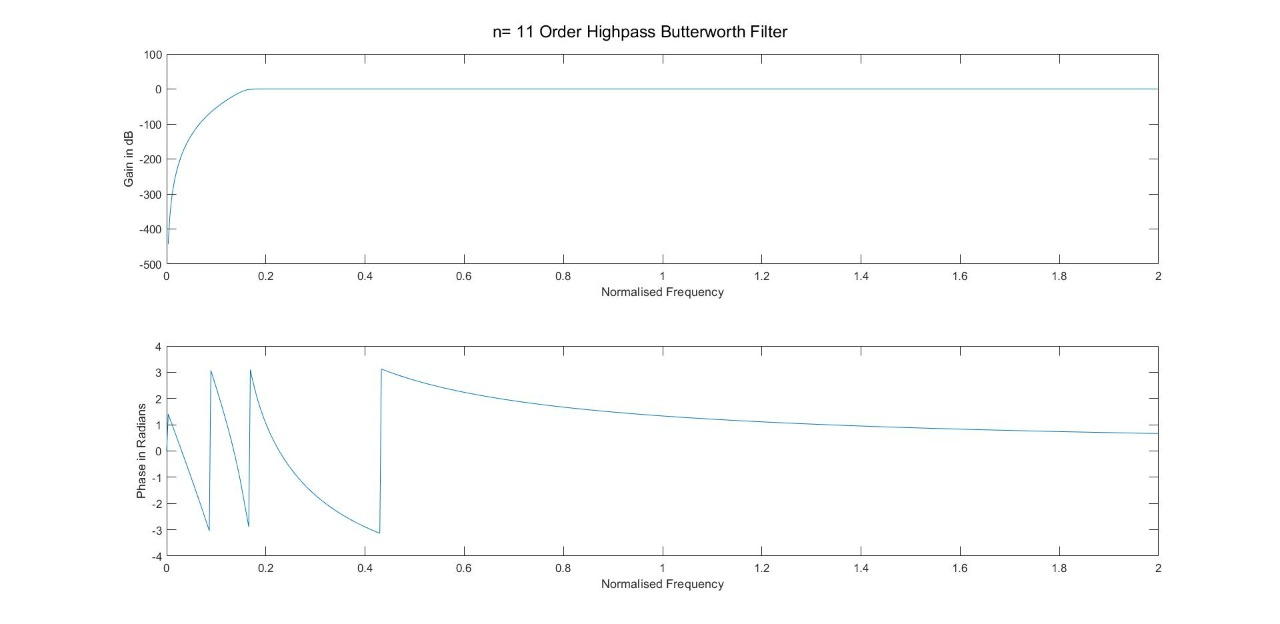 n= 11 Order Highpass Butterworth Filter
100
0
-100
-200
-300
-400
-500
Gain in dB
0 0.2 0.4 0.6 0.8 1 1.2 1.4 1.6 1.8 2
Normalised Frequency
4
3
2
1
0
-1
-2
-3
-4
Phase in Radians
0 0.2 0.4 0.6 0.8 1 1.2 1.4 1.6 1.8 2
Normalised Frequency